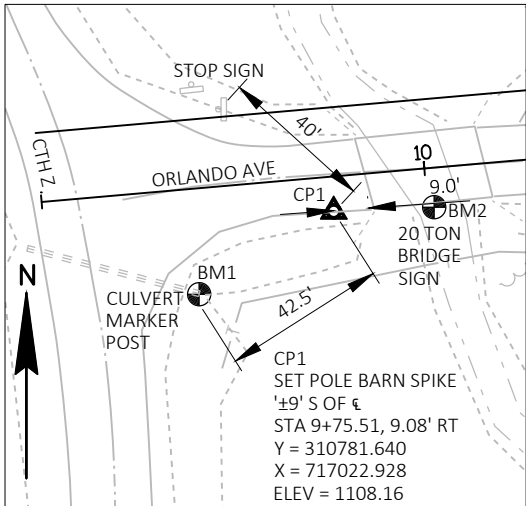 STOP SIGN
40'
CTH Z
ORLANDO AVE
10
CP1
9.0'
BM2
20 TON
BRIDGE
SIGN
N
BM1
CULVERT
MARKER
POST
42.5'
CP1
SET POLE BARN SPIKE
'±9' S OF ℄
STA 9+75.51, 9.08' RT
Y = 310781.640
X = 717022.928
ELEV = 1108.16